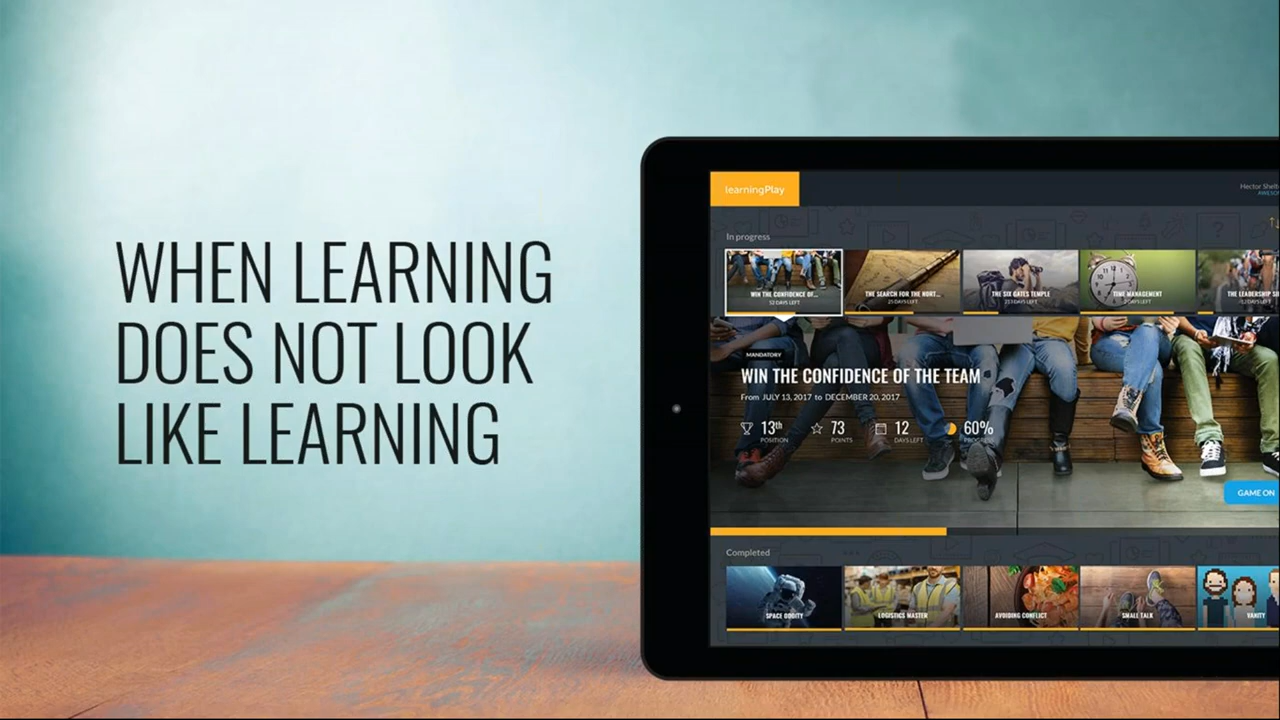 WHEN LEARNING
DOES NOT LOOK
LIKE LEARNING
learningPlay
In progress
WIN THE CONFIDENCE OF...
12 DAYS LEFT
THE SEARCH FOR THE NORT...
THE SIX GATES TEMPLE
TIME MANAGEMENT
THE LEADERSHIP
MANDATORY
WIN THE CONFIDENCE OF THE TEAM
From JULY 13, 2017 to DECEMBER 20, 2017
13th 73 12 60%
POSITION POINTS DAYS LEFT PROGRESS
GAME ON
Completed
SPACE ODDITY LOGISTICS MASTER AVOIDING CONFLICT SMALL TALK VANITY